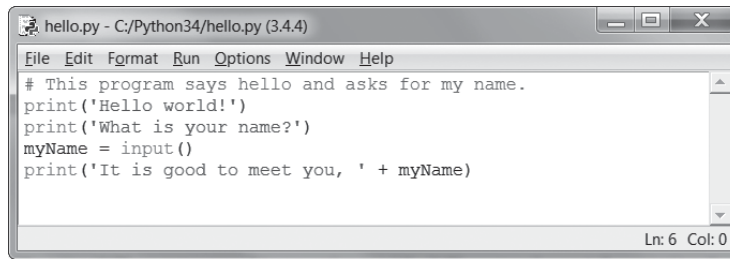 hello.py - C:/Python34/hello.py (3.4.4)
File Edit Format Run Options Window Help
# This program says hello and asks for my name.
print('Hello world!')
print('What is your name?')
myName = input()
print('It is good to meet you, ' + myName)
Ln: 6 Col: 0